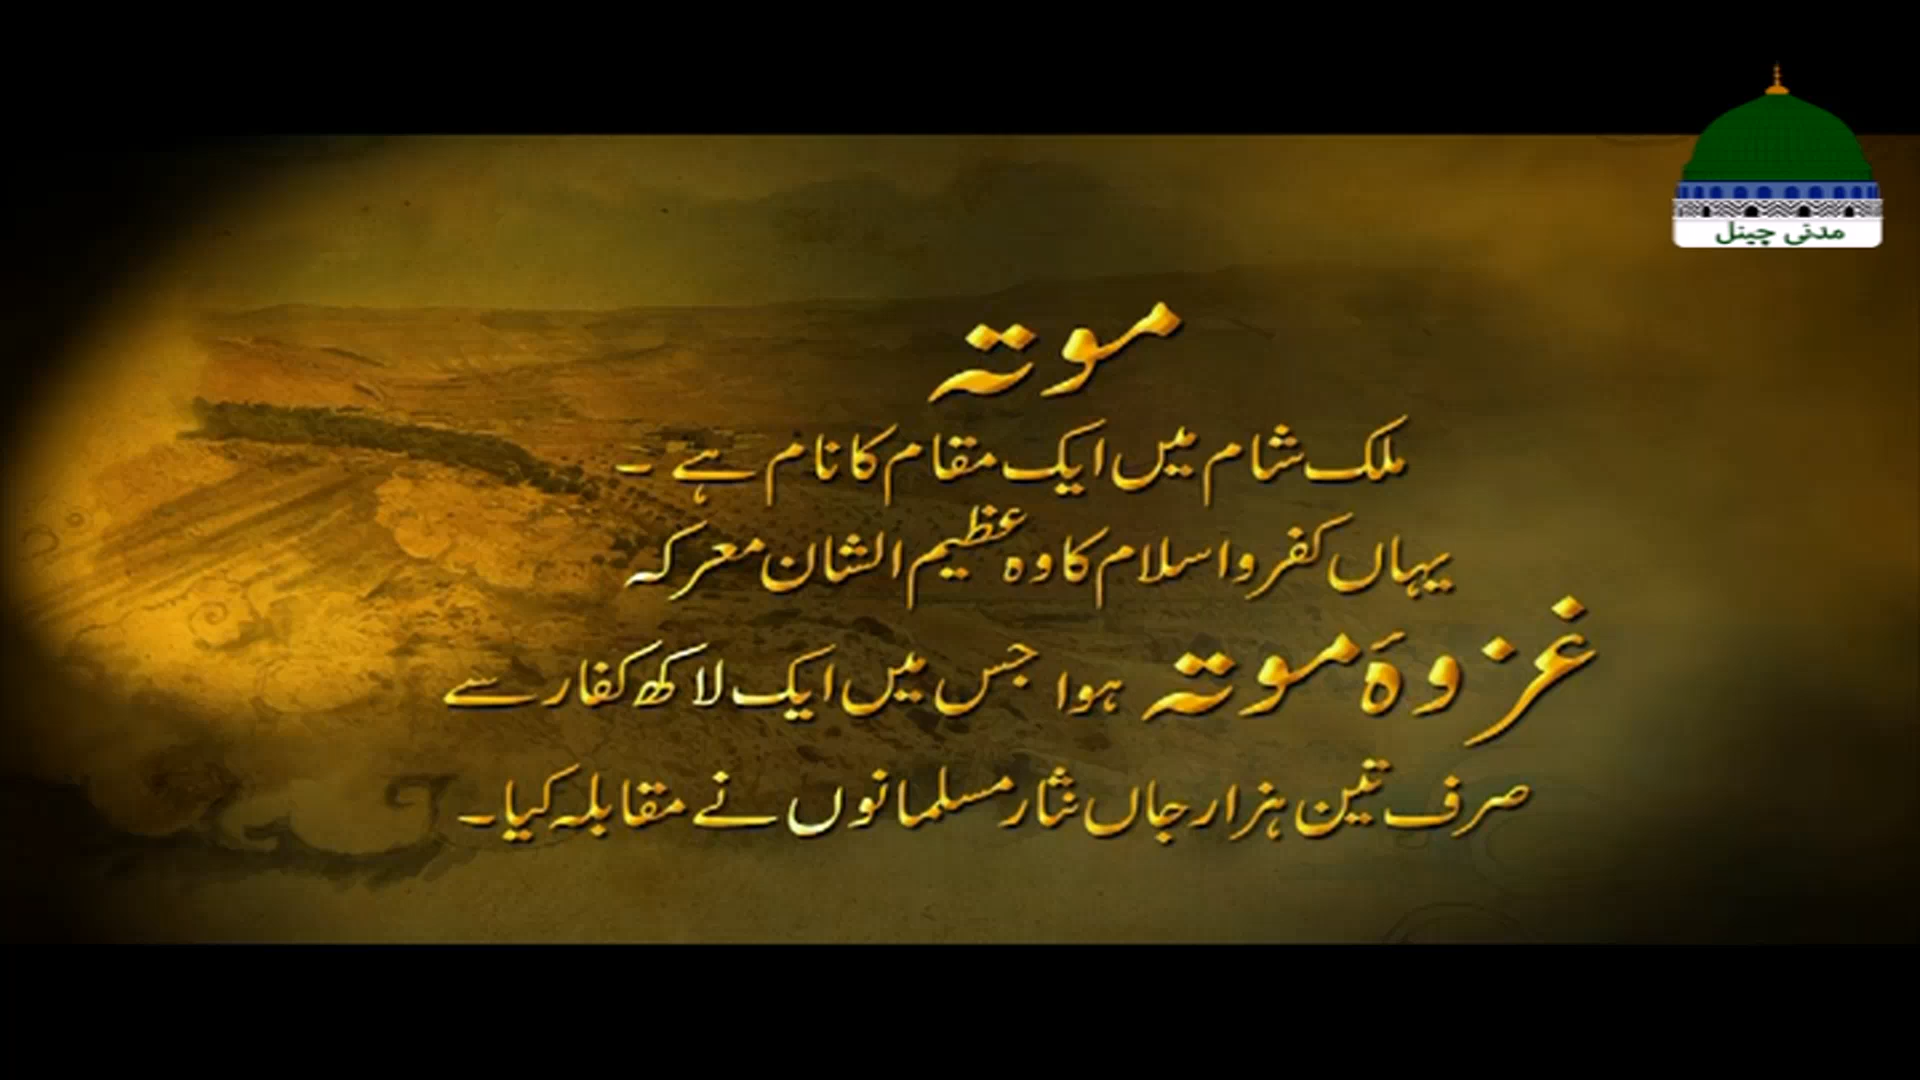 مدنی چینل
موتہ
ملک شام میں ایک مقام کا نام ہے ۔
یہاں کفر و اسلام کا وہ عظیم الشان معرکہ
غزوۂ موتہ ہوا جس میں ایک لاکھ کفار سے
صرف تین ہزار جاں نثار مسلمانوں نے مقابلہ کیا۔